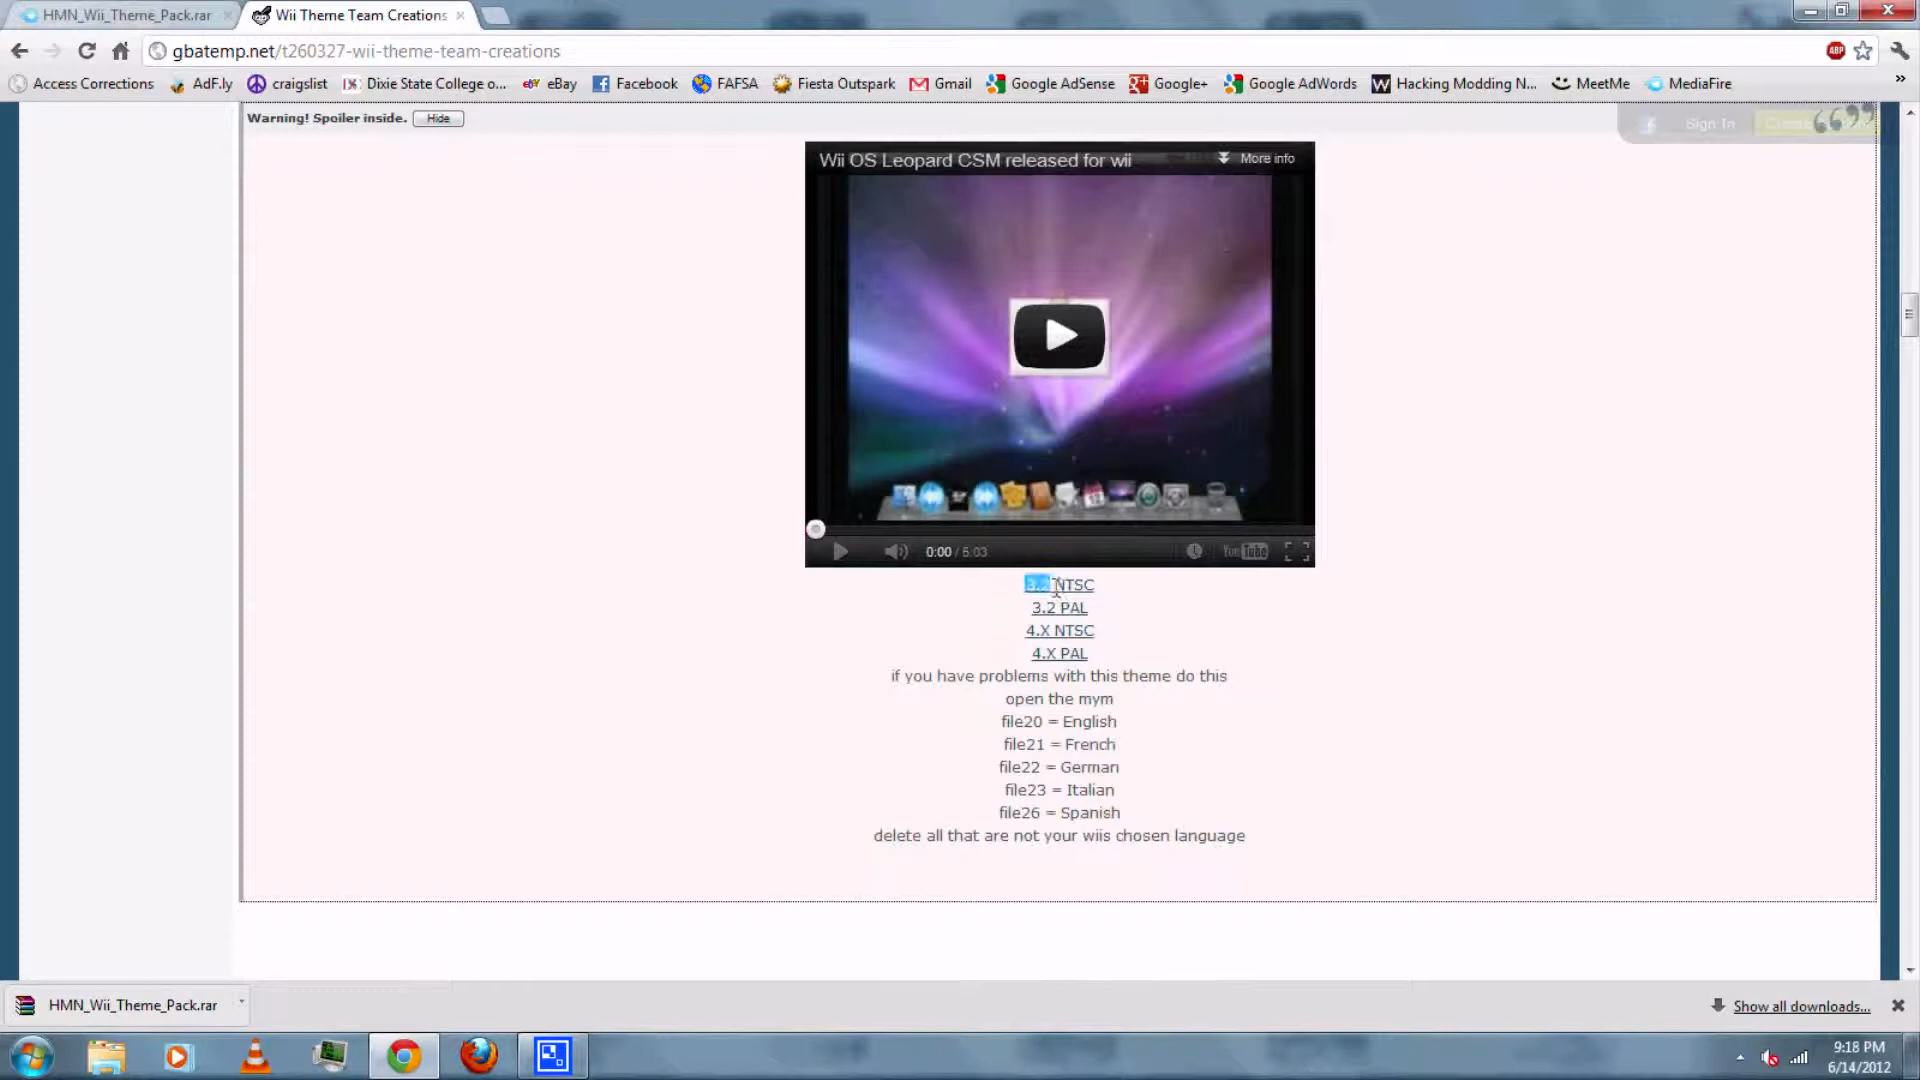 HMN_Wii_Theme_Pack.rar
Wii Theme Team Creations
gbatemp.net/t260327-wii-theme-team-creations
ABP
Access Corrections
AdF.ly
craigslist
Dixie State College o...
eBay
Facebook
FAFSA
Fiesta Outspark
Gmail
Google AdSense
Google+
Google AdWords
Hacking Modding N...
MeetMe
MediaFire
Warning! Spoiler inside. Hide
Sign In
Wii OS Leopard CSM released for wii
More info
0:00 / 5:03
YouTube
3.2 NTSC
3.2 PAL
4.X NTSC
4.X PAL
if you have problems with this theme do this
open the mym
file20 = English
file21 = French
file22 = German
file23 = Italian
file26 = Spanish
delete all that are not your wiis chosen language
HMN_Wii_Theme_Pack.rar
Show all downloads...
9:18 PM
6/14/2012